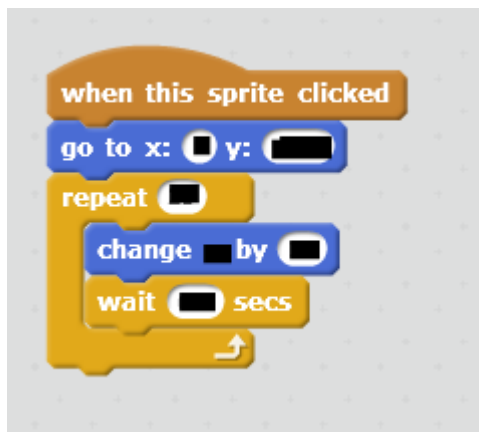 when this sprite clicked
go to x: y:
repeat
change by
wait secs